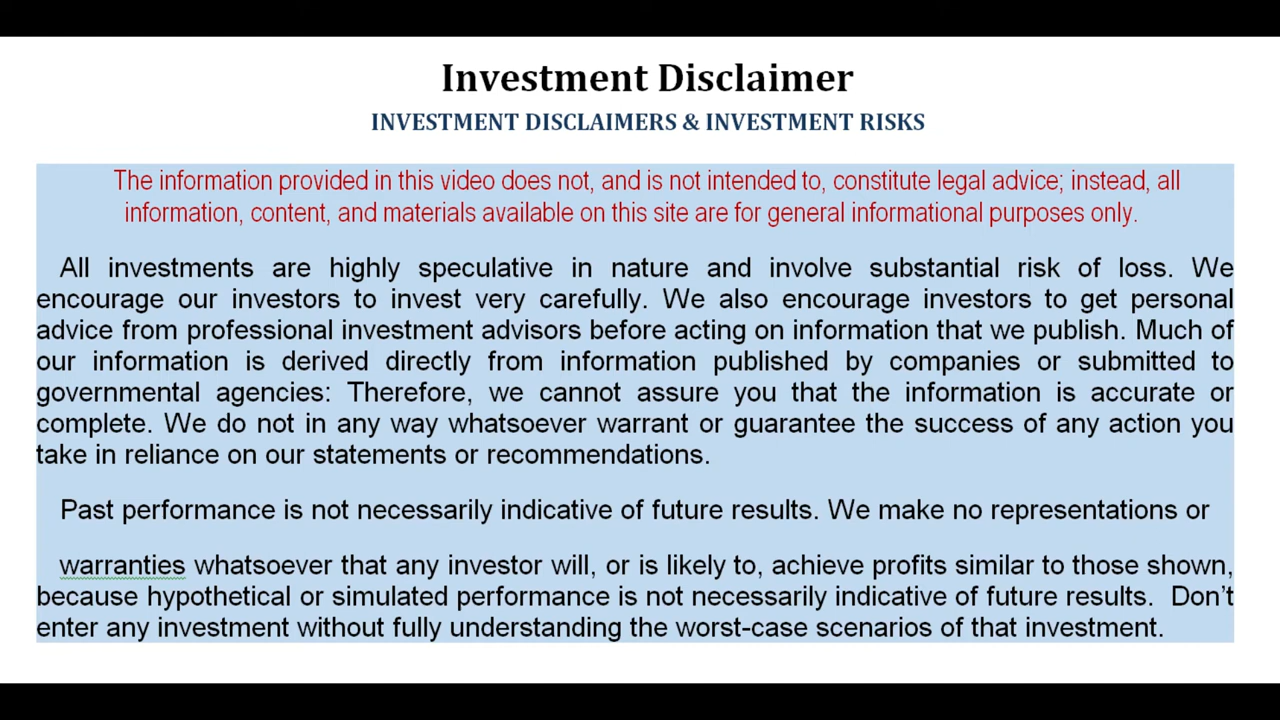 Investment Disclaimer
INVESTMENT DISCLAIMERS & INVESTMENT RISKS
The information provided in this video does not, and is not intended to, constitute legal advice; instead, all
information, content, and materials available on this site are for general informational purposes only.
All investments are highly speculative in nature and involve substantial risk of loss. We
encourage our investors to invest very carefully. We also encourage investors to get personal
advice from professional investment advisors before acting on information that we publish. Much of
our information is derived directly from information published by companies or submitted to
governmental agencies: Therefore, we cannot assure you that the information is accurate or
complete. We do not in any way whatsoever warrant or guarantee the success of any action you
take in reliance on our statements or recommendations.
Past performance is not necessarily indicative of future results. We make no representations or
warranties whatsoever that any investor will, or is likely to, achieve profits similar to those shown,
because hypothetical or simulated performance is not necessarily indicative of future results.  Don’t
enter any investment without fully understanding the worst-case scenarios of that investment.